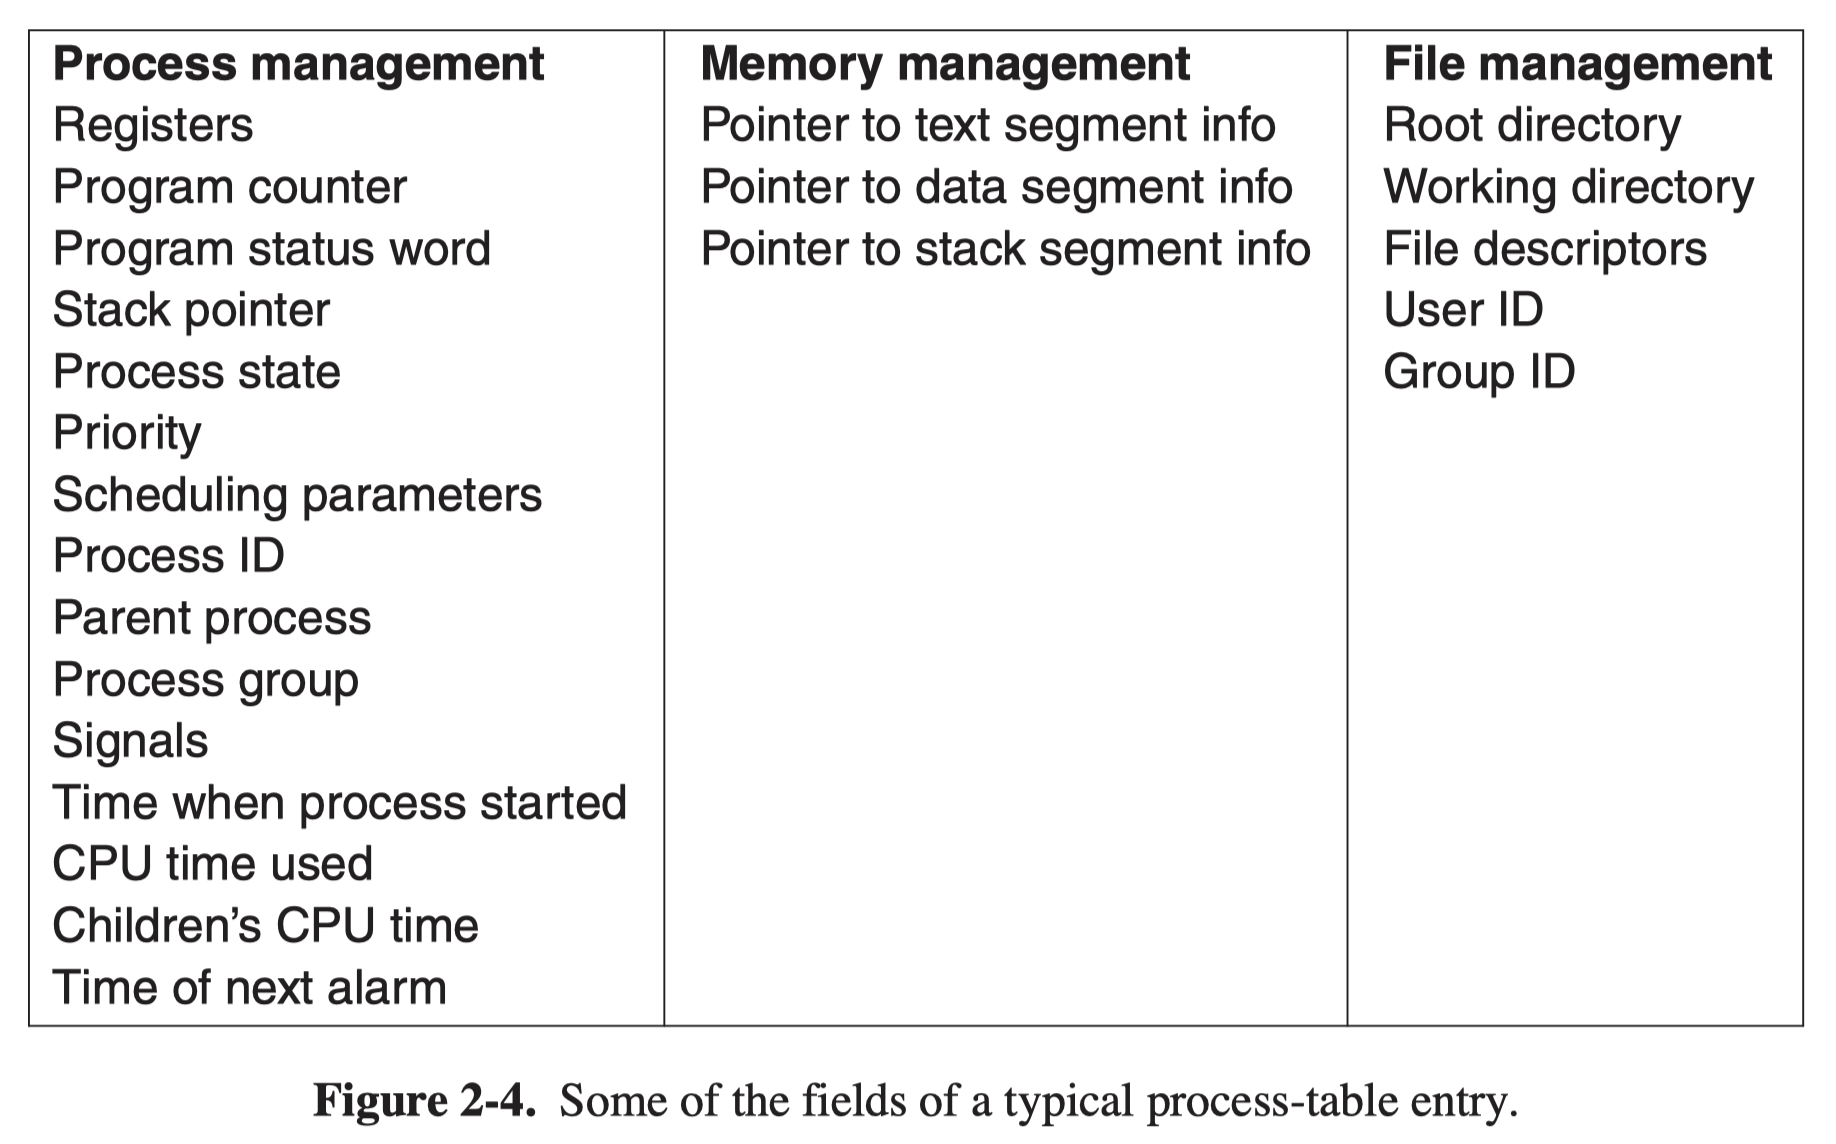 Process management
Registers
Program counter
Program status word
Stack pointer
Process state
Priority
Scheduling parameters
Process ID
Parent process
Process group
Signals
Time when process started
CPU time used
Children’s CPU time
Time of next alarm
Memory management
Pointer to text segment info
Pointer to data segment info
Pointer to stack segment info
File management
Root directory
Working directory
File descriptors
User ID
Group ID
Figure 2-4. Some of the fields of a typical process-table entry.